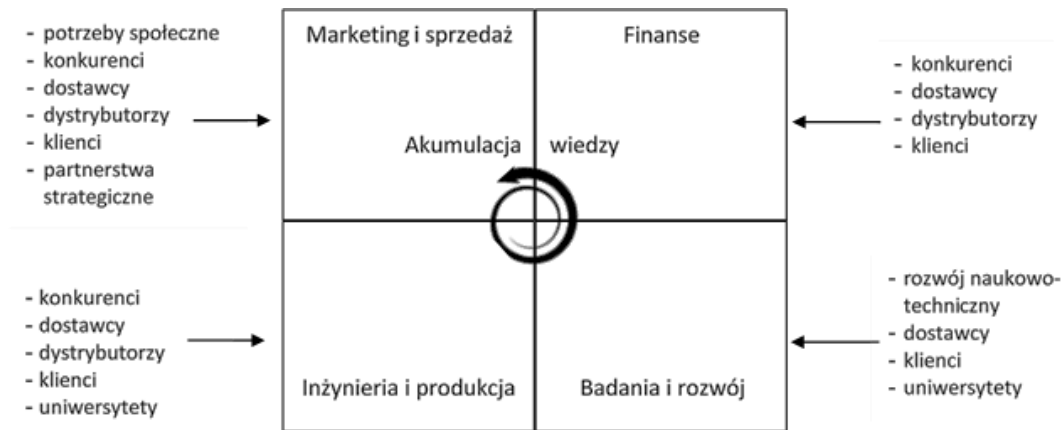 - potrzeby społeczne
- konkurenci
- dostawcy
- dystrybutorzy
- klienci
- partnerstwa
strategiczne
Marketing i sprzedaż
Finanse
- konkurenci
- dostawcy
- dystrybutorzy
- klienci
Akumulacja wiedzy
- konkurenci
- dostawcy
- dystrybutorzy
- klienci
- uniwersytety
Inżynieria i produkcja
Badania i rozwój
- rozwój naukowo-
techniczny
- dostawcy
- klienci
- uniwersytety